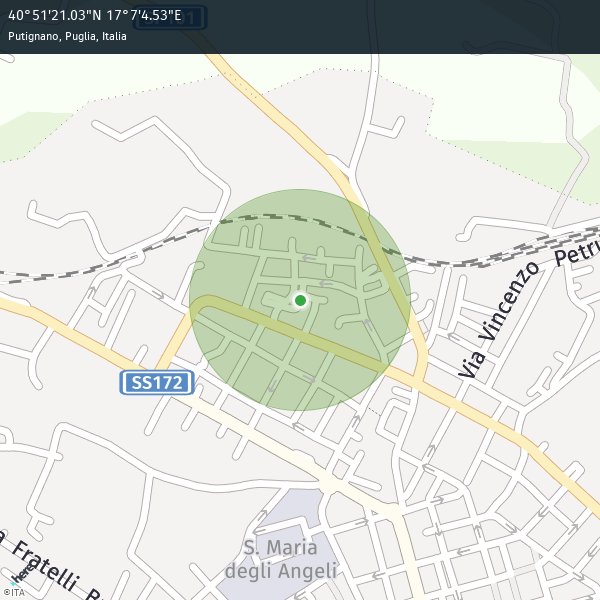 40°51'21.03"N 17°7'4.53"E
Putignano, Puglia, Italia
SS172
Via Vincenzo
S. Maria
degli Angeli
Fratelli
here
©ITA